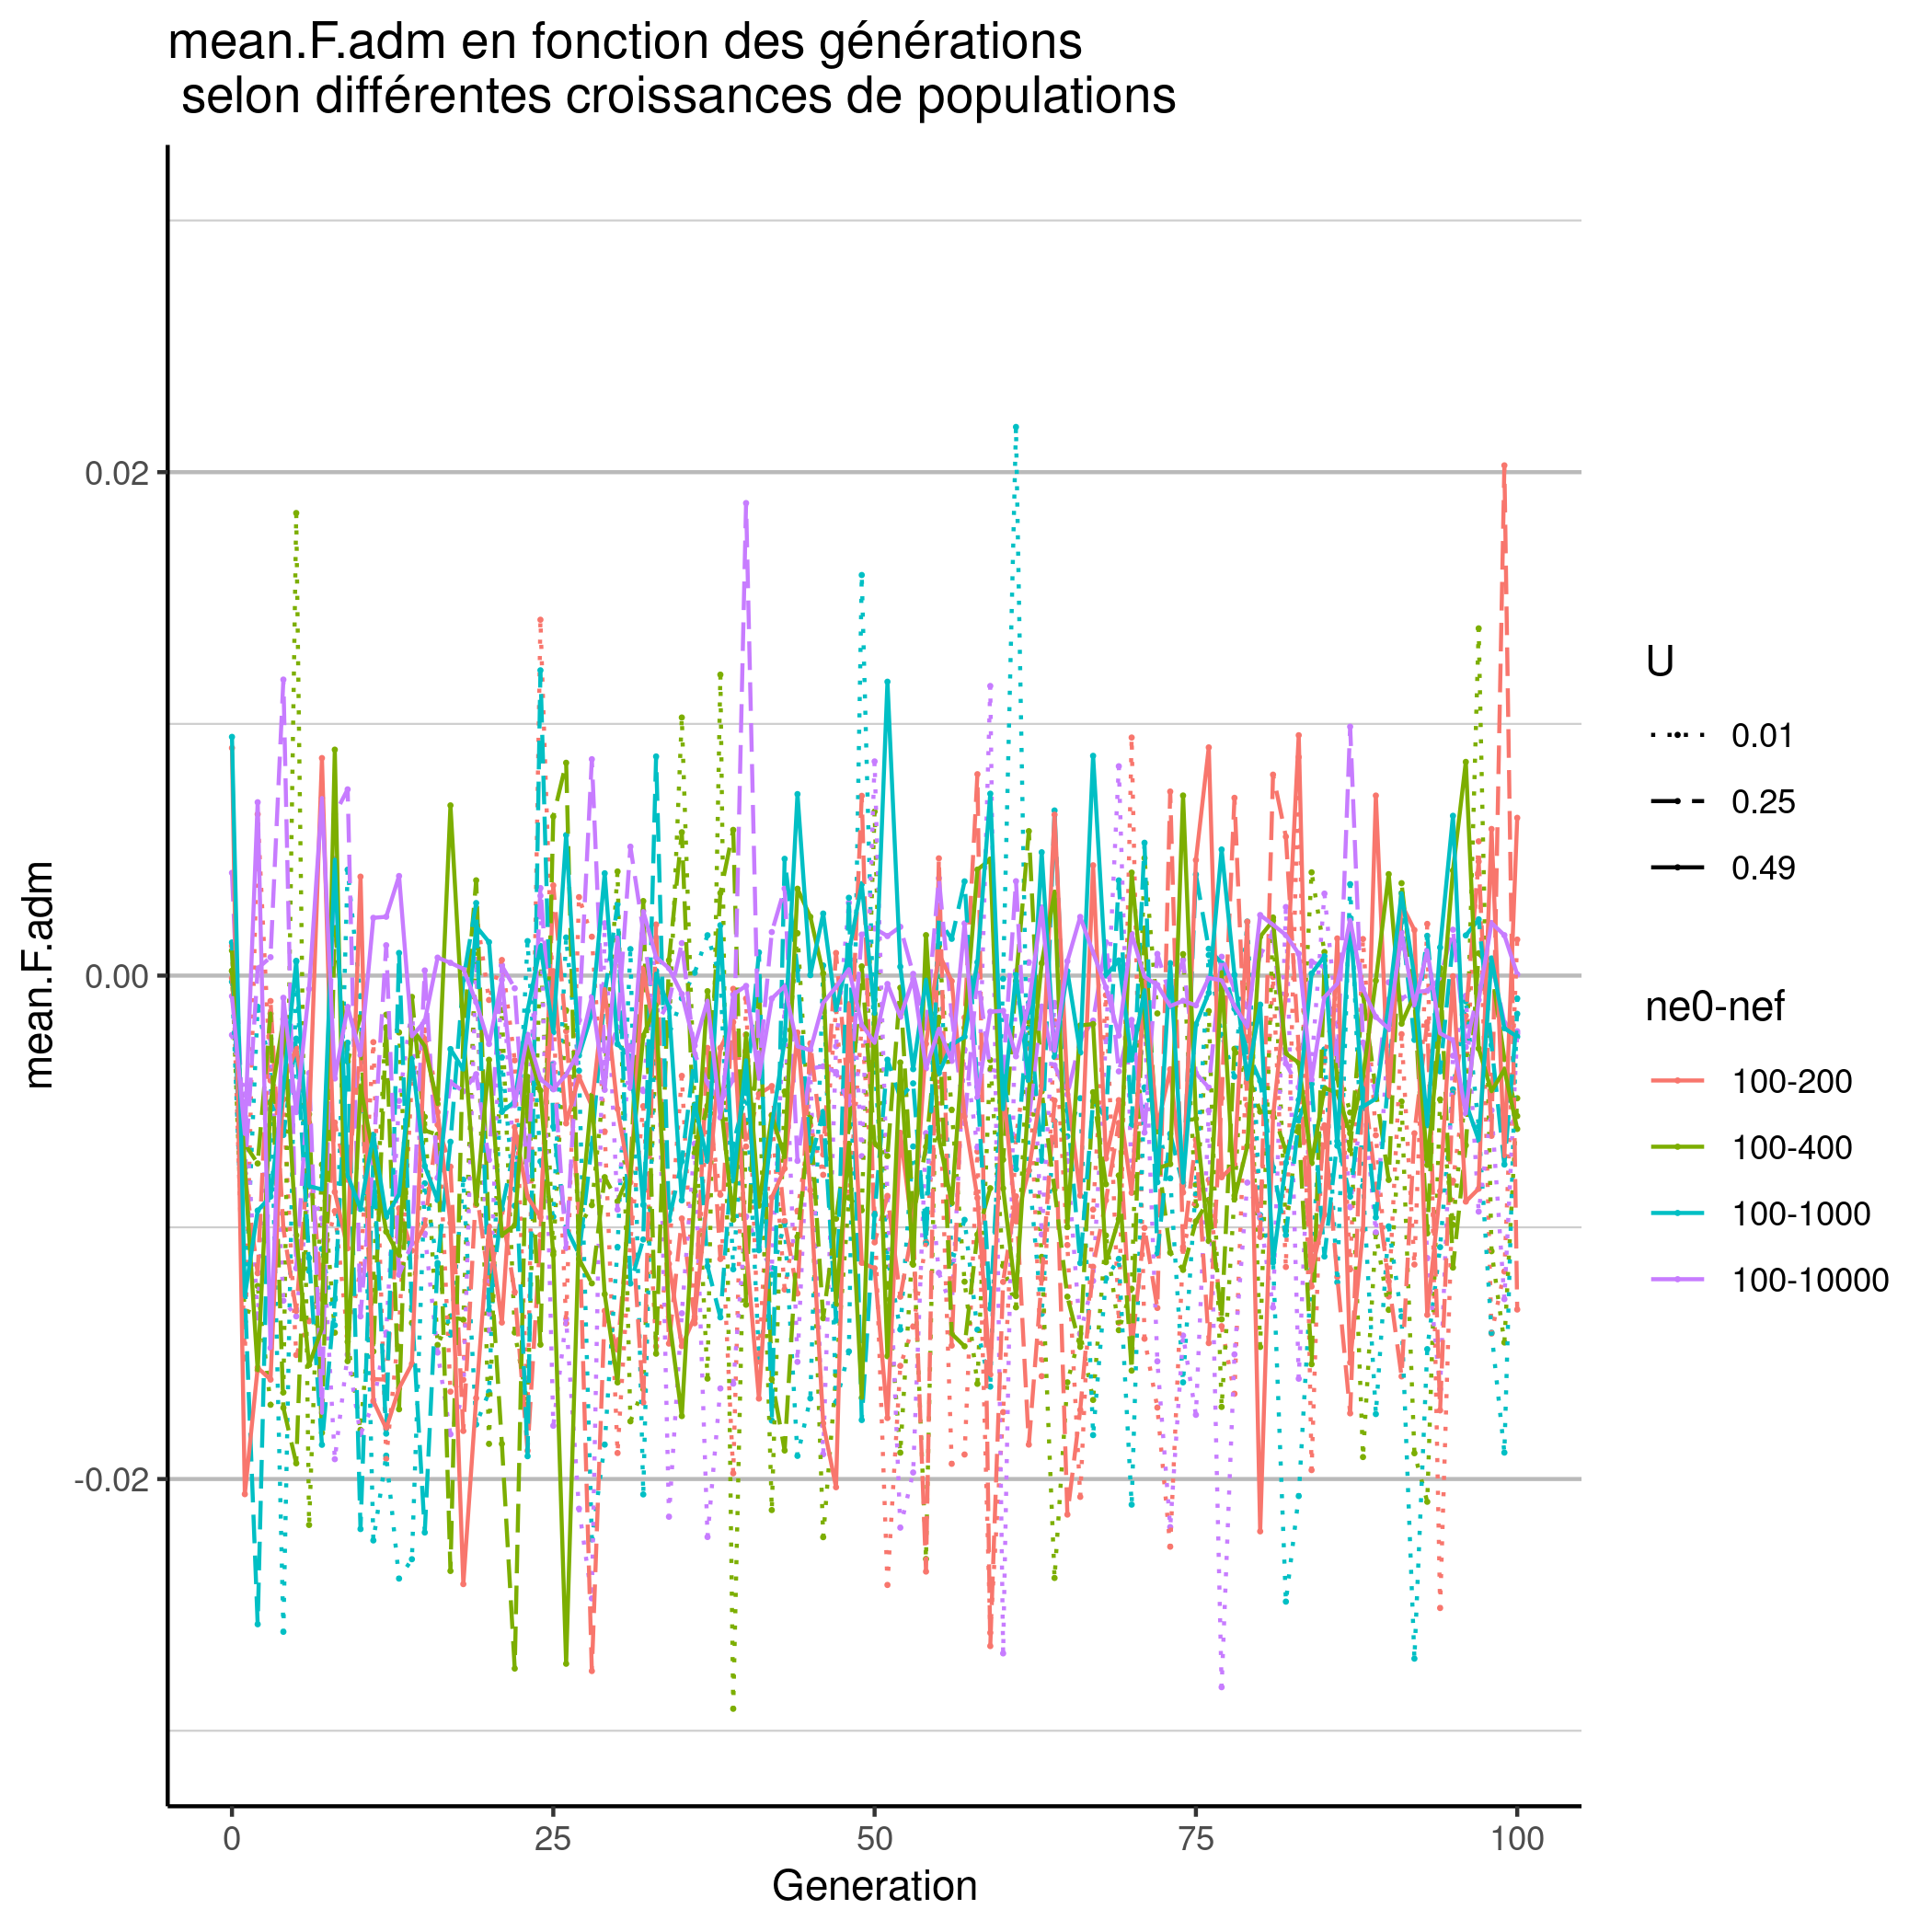 mean.F.adm en fonction des générations
selon différentes croissances de populations
mean.F.adm
0.02
0.00
-0.02
0
25
50
75
100
Generation
U
0.01
0.25
0.49
ne0-nef
100-200
100-400
100-1000
100-10000